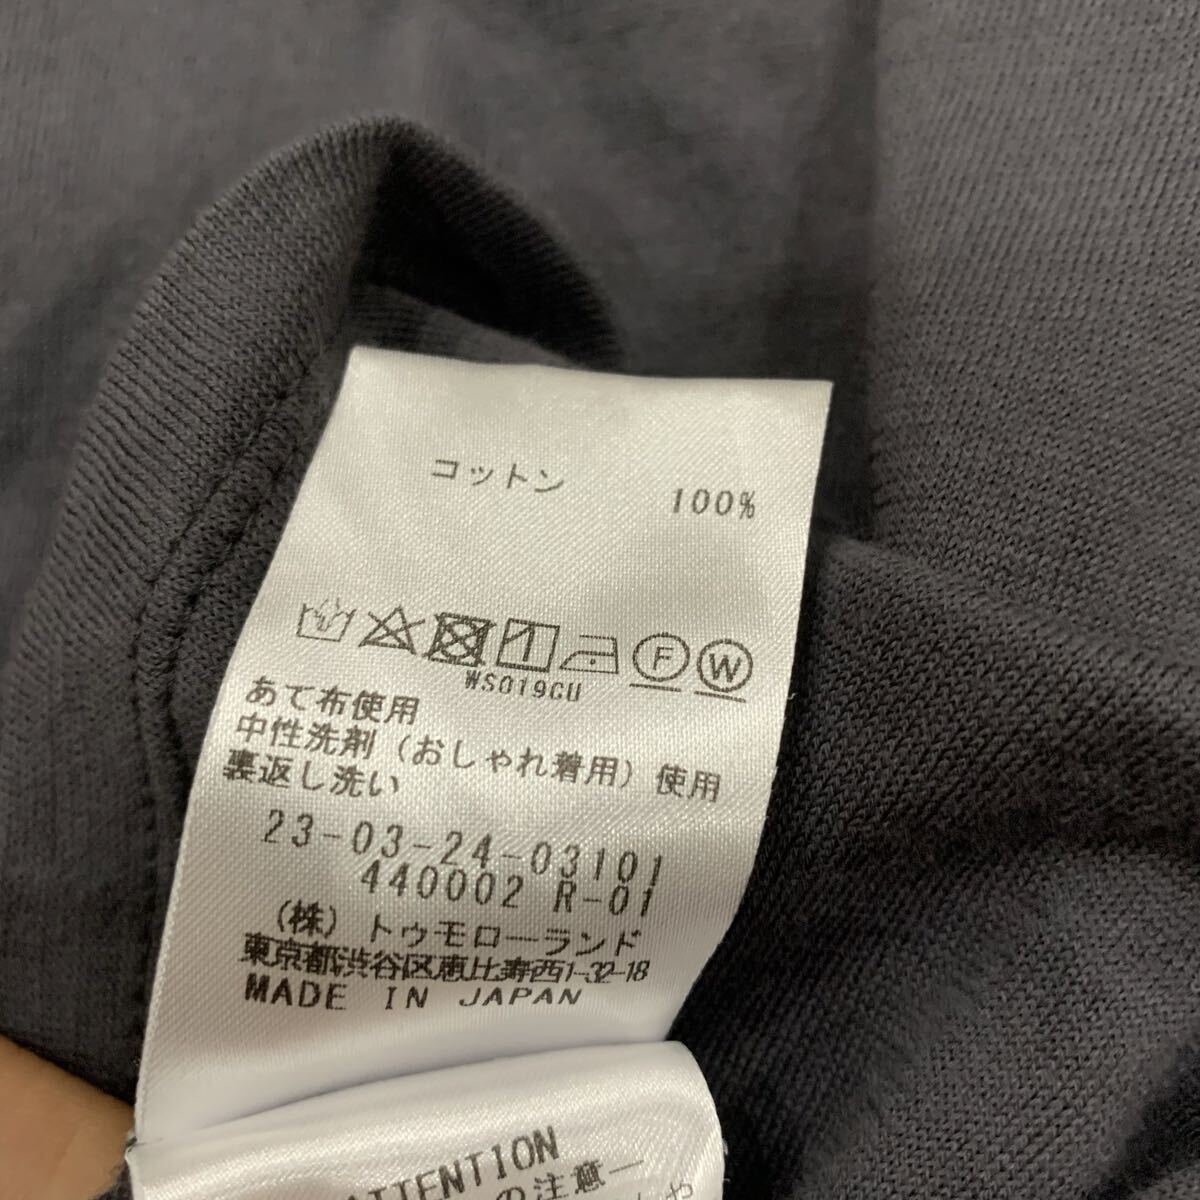 コットン 100%
F W
WS019CU
あて布使用
中性洗剤(おしゃれ着用)使用
裏返し洗い
23-03-24-03101
440002 R-01
(株)トゥモローランド
東京都渋谷区恵比寿西1-32-18
MADE IN JAPAN
ATTENTION
の注意